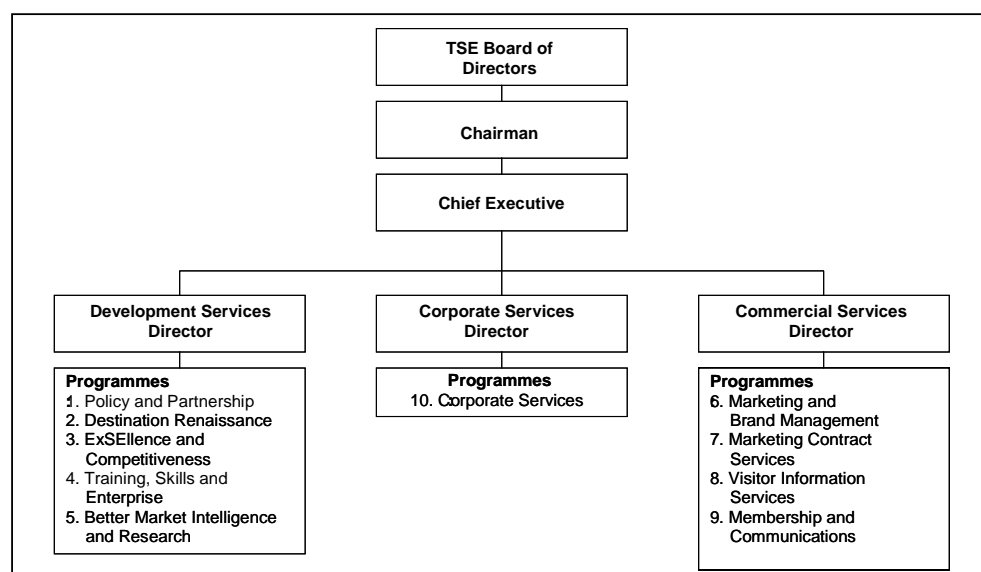 TSE Board of
Directors
Chairman
Chief Executive
Development Services
Director
Programmes
1. Policy and Partnership
2. Destination Renaissance
3. ExSEllence and
Competitiveness
4. Training, Skills and
Enterprise
5. Better Market Intelligence
and Research
Corporate Services
Director
Programmes
10. Corporate Services
Commercial Services
Director
Programmes
6. Marketing and
Brand Management
7. Marketing Contract
Services
8. Visitor Information
Services
9. Membership and
Communications